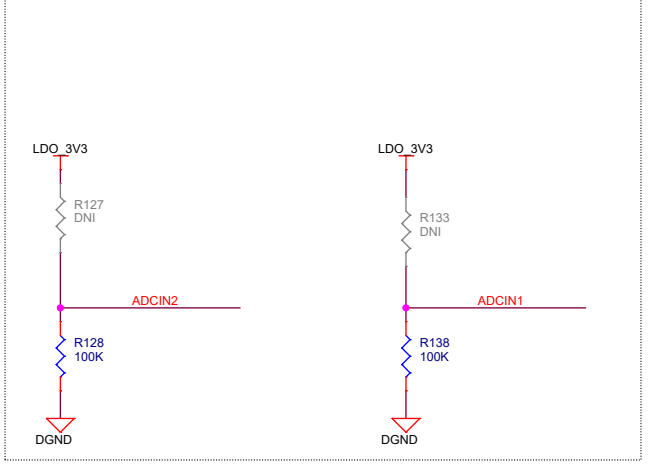 LDO_3V3
R127
DNI
ADCIN2
R128
100K
DGND
LDO_3V3
R133
DNI
ADCIN1
R138
100K
DGND